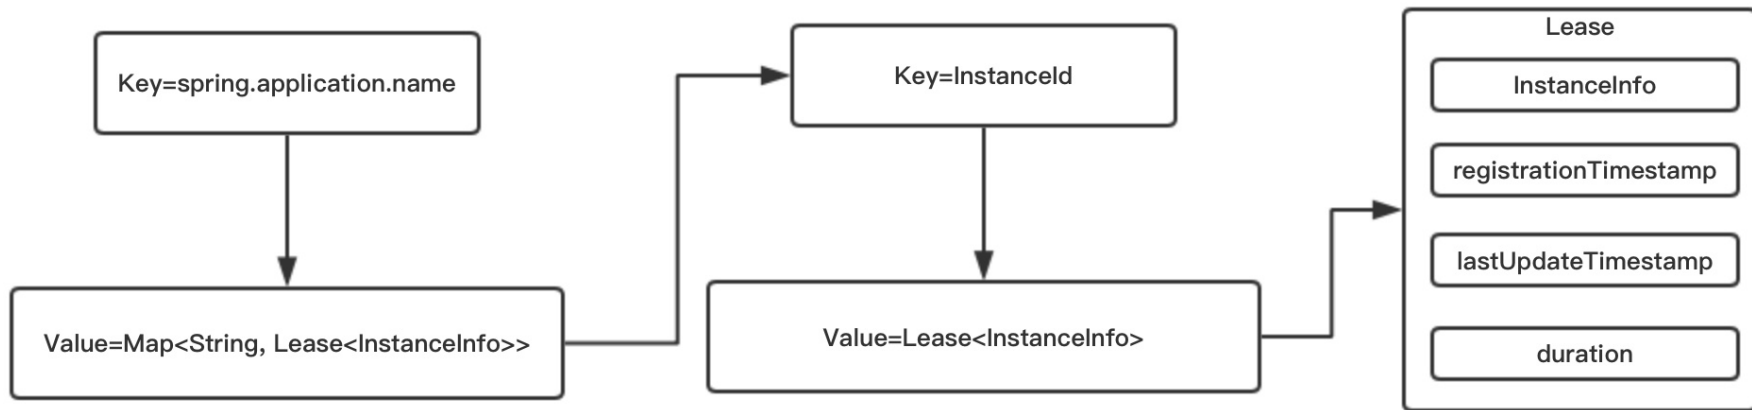 Key=spring.application.name
Value=Map<String, Lease<InstanceInfo>>
Key=InstanceId
Value=Lease<InstanceInfo>
Lease
InstanceInfo
registrationTimestamp
lastUpdateTimestamp
duration